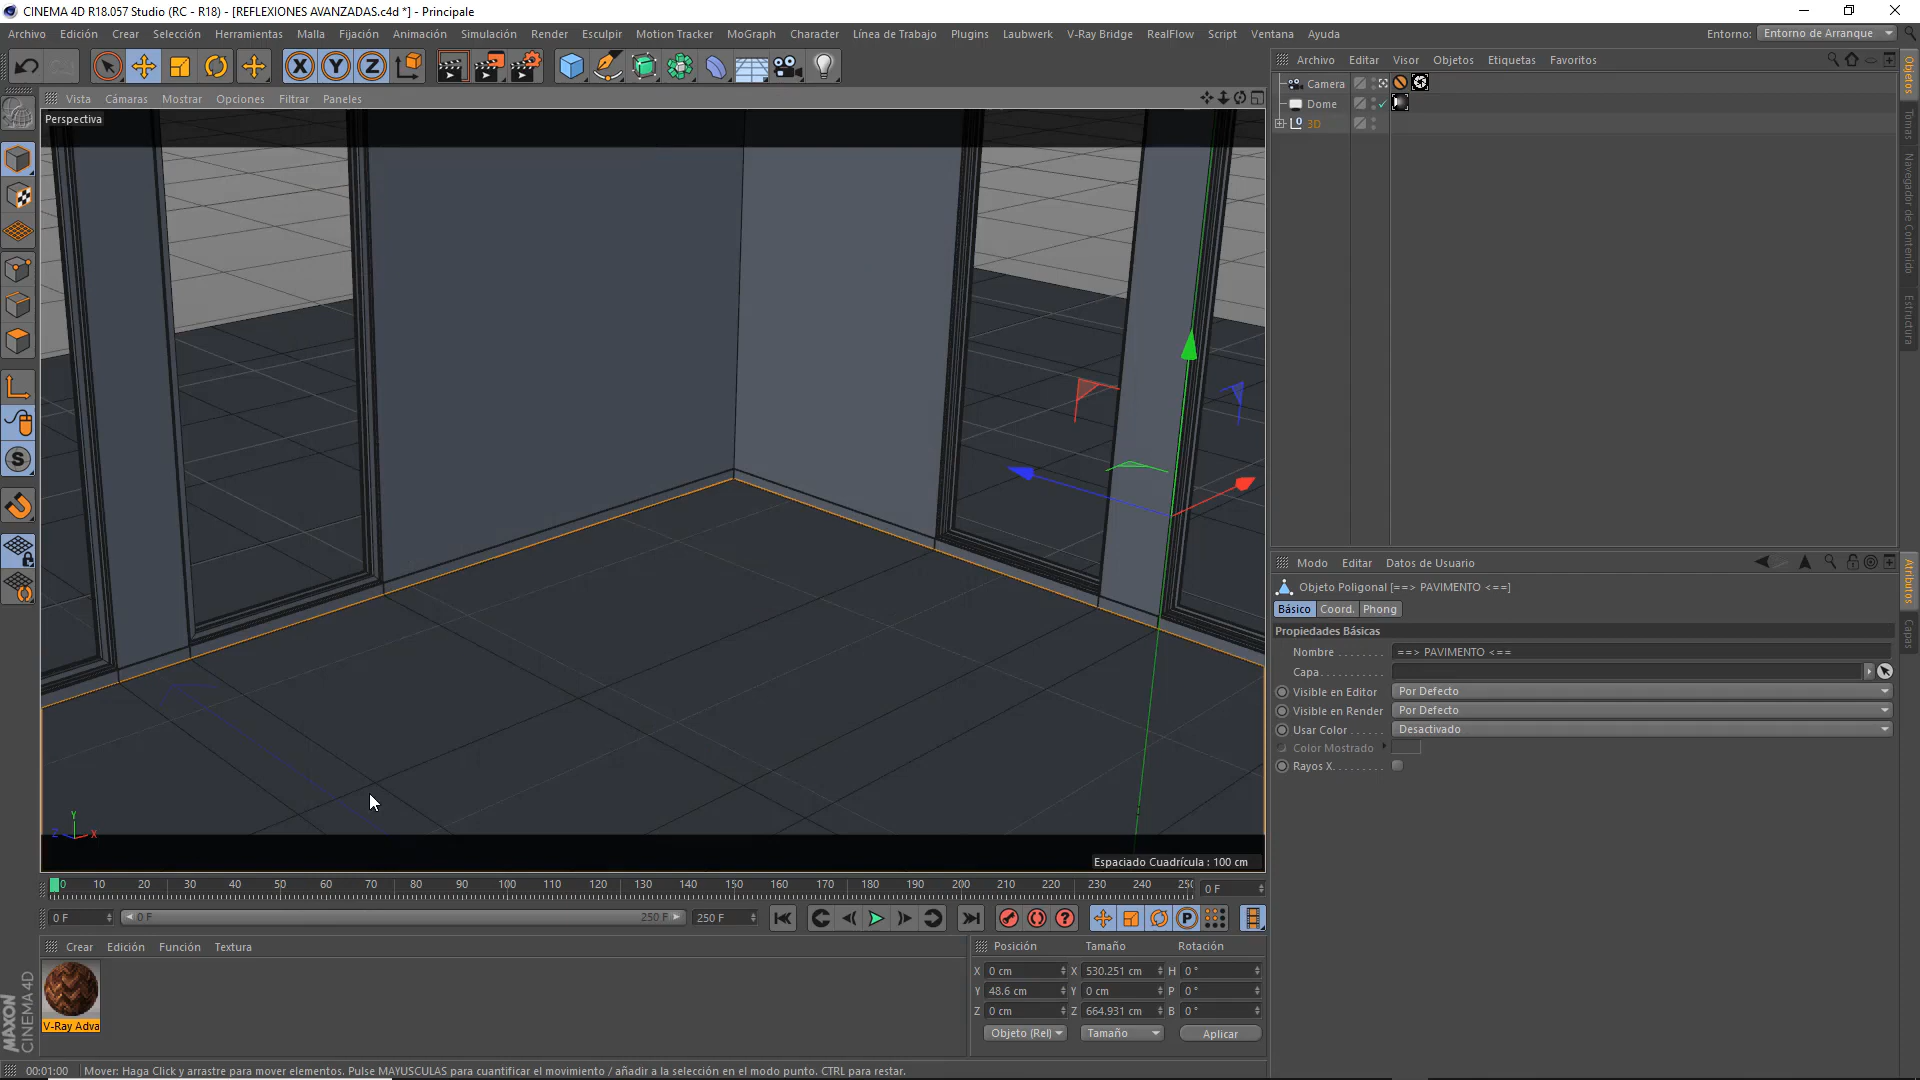 CINEMA 4D R18.057 Studio (RC - R18) - [REFLEXIONES AVANZADAS.c4d *] - Principale
Archivo Edición Crear Selección Herramientas Malla Fijación Animación Simulación Render Esculpir Motion Tracker MoGraph Character Línea de Trabajo Plugins Laubwerk V-Ray Bridge RealFlow Script Ventana Ayuda Entorno: Entorno de Arranque
Archivo Editar Visor Objetos Etiquetas Favoritos
Objetos
Camera
Dome
3D
Tomas
Navegador de Contenido
Estructura
Vista Cámaras Mostrar Opciones Filtrar Paneles
Perspectiva
Y
Z X
Espaciado Cuadrícula : 100 cm
Modo Editar Datos de Usuario
Objeto Poligonal [==> PAVIMENTO <==]
Básico Coord. Phong
Propiedades Básicas
Nombre ........ ==> PAVIMENTO <==
Capa............
Visible en Editor Por Defecto
Visible en Render Por Defecto
Usar Color ...... Desactivado
Color Mostrado
Rayos X.........
Atributos
Capas
0 10 20 30 40 50 60 70 80 90 100 110 120 130 140 150 160 170 180 190 200 210 220 230 240 250 0 F
0 F 0 F 250 F 250 F
Crear Edición Función Textura
V-Ray Adva
Posición Tamaño Rotación
X 0 cm X 530.251 cm H 0 °
Y 48.6 cm Y 0 cm P 0 °
Z 0 cm Z 664.931 cm B 0 °
Objeto (Rel) Tamaño Aplicar
MAXON
CINEMA 4D
00:01:00 Mover: Haga Click y arrastre para mover elementos. Pulse MAYUSCULAS para cuantificar el movimiento / añadir a la selección en el modo punto. CTRL para restar.